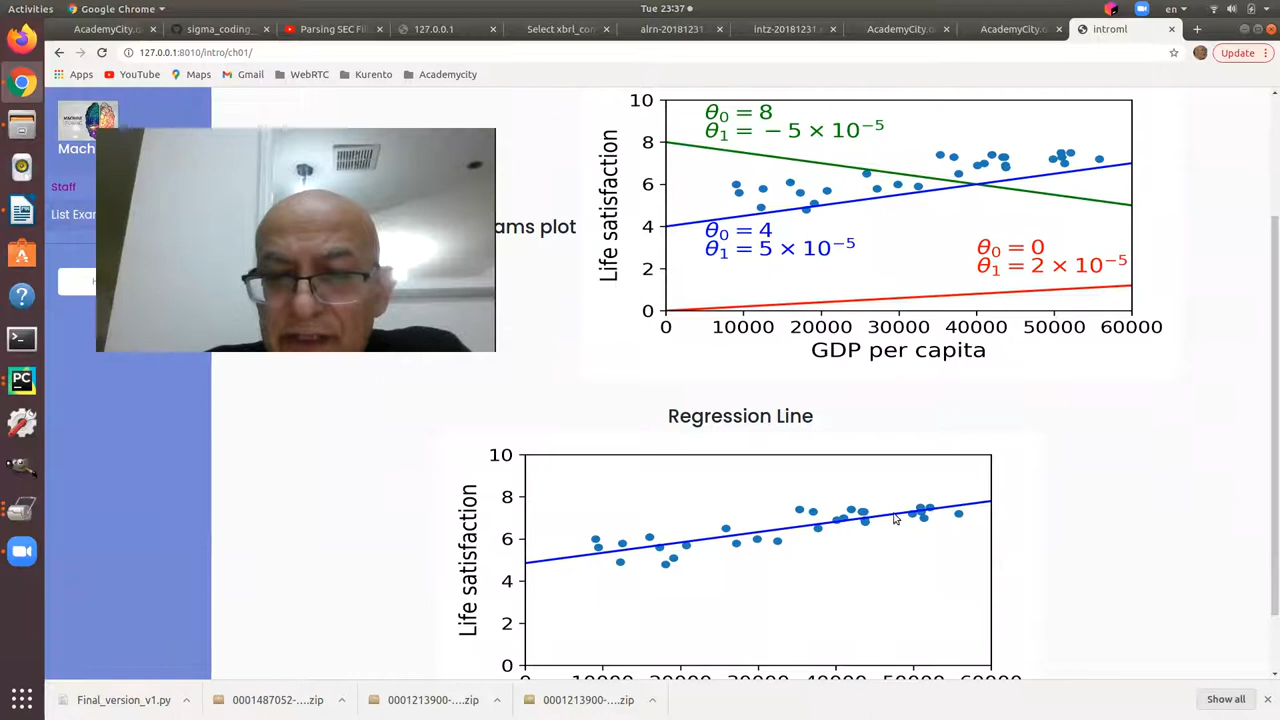 Activities
Google Chrome
Tue 23:37
en
AcademyCity.
sigma_coding_
Parsing SEC Fil
127.0.0.1
Select xbrl_com
alrn-20181231.
intz-20181231.
AcademyCity.
AcademyCity.
introml
127.0.0.1:8010/intro/ch01/
Update
Apps
YouTube
Maps
Gmail
WebRTC
Kurento
Academycity
Mach
Staff
List Exam
ams plot
10
8
6
4
2
0
Life satisfaction
θ0 = 8
θ1 = −5 × 10−5
θ0 = 4
θ1 = 5 × 10−5
θ0 = 0
θ1 = 2 × 10−5
0 10000 20000 30000 40000 50000 60000
GDP per capita
Regression Line
10
8
6
4
2
0
Life satisfaction
Final_version_v1.py
0001487052-....zip
0001213900-....zip
0001213900-....zip
Show all